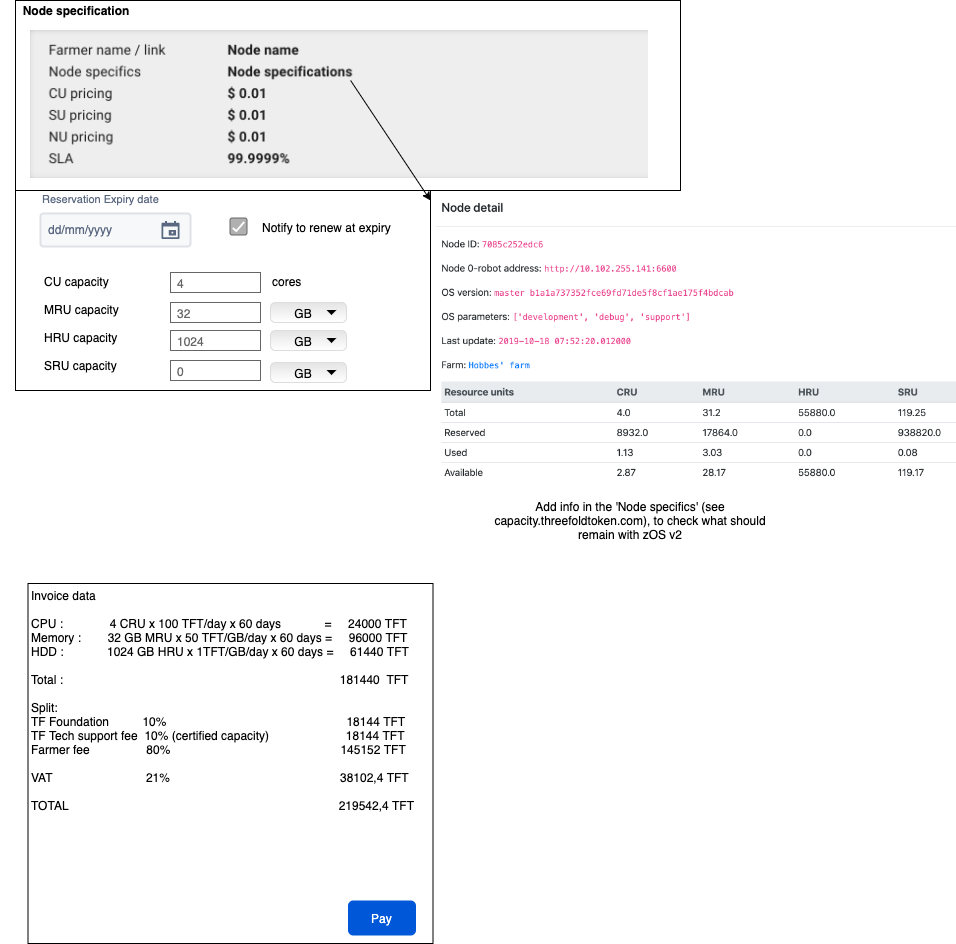 Node specification
Farmer name / link Node name
Node specifics Node specifications
CU pricing $ 0.01
SU pricing $ 0.01
NU pricing $ 0.01
SLA 99.9999%
Reservation Expiry date
dd/mm/yyyy Notify to renew at expiry
CU capacity 4 cores
MRU capacity 32 GB
HRU capacity 1024 GB
SRU capacity 0 GB
Node detail
Node ID: 7085c252edc6
Node 0-robot address: http://10.102.255.141:6600
OS version: master b1a1a737352fce69fd71de5f8cf1ae175f4bdcab
OS parameters: ['development', 'debug', 'support']
Last update: 2019-10-18 07:52:20.012000
Farm: Hobbes' farm
Resource units CRU MRU HRU SRU
Total 4.0 31.2 55880.0 119.25
Reserved 8932.0 17864.0 0.0 938820.0
Used 1.13 3.03 0.0 0.08
Available 2.87 28.17 55880.0 119.17
Add info in the 'Node specifics' (see
capacity.threefoldtoken.com), to check what should
remain with zOS v2
Invoice data
CPU : 4 CRU x 100 TFT/day x 60 days = 24000 TFT
Memory : 32 GB MRU x 50 TFT/GB/day x 60 days = 96000 TFT
HDD : 1024 GB HRU x 1TFT/GB/day x 60 days = 61440 TFT
Total : 181440 TFT
Split:
TF Foundation 10% 18144 TFT
TF Tech support fee 10% (certified capacity) 18144 TFT
Farmer fee 80% 145152 TFT
VAT 21% 38102,4 TFT
TOTAL 219542,4 TFT
Pay